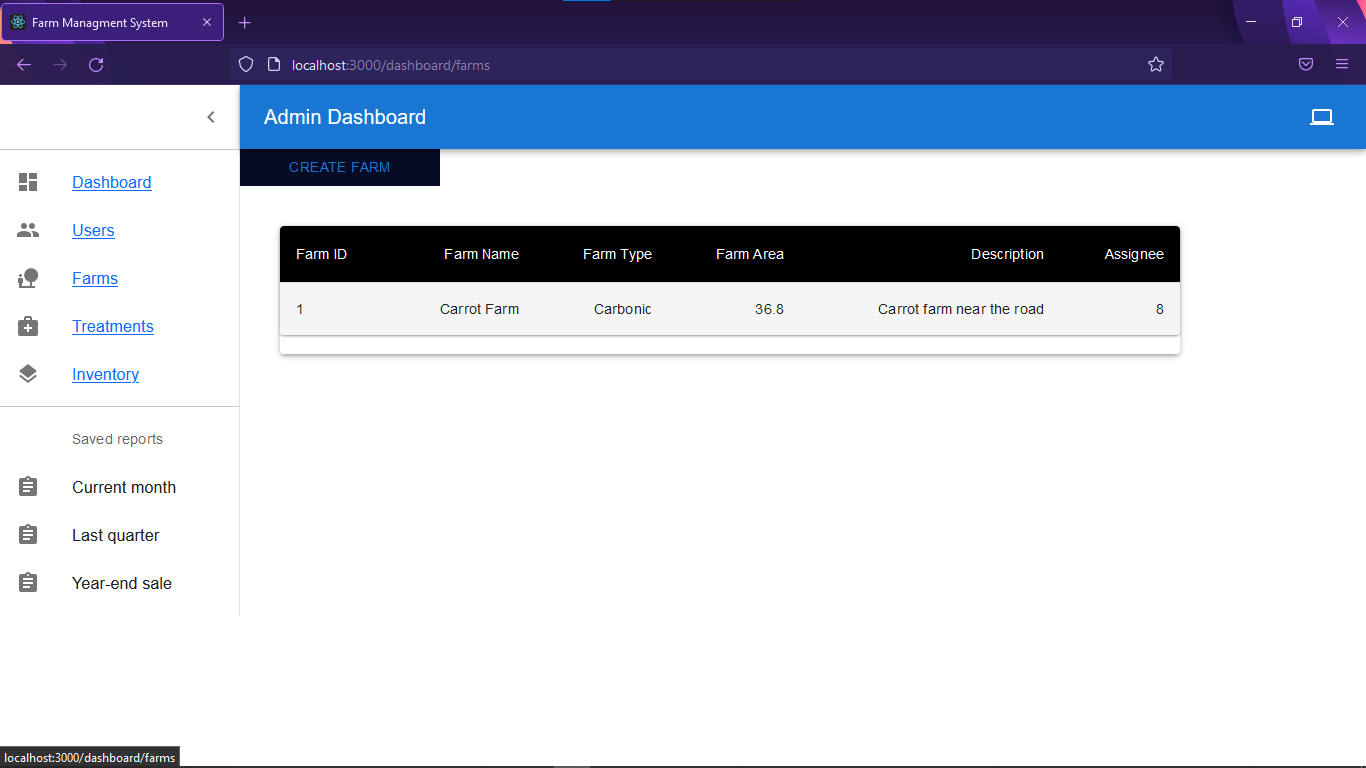 Farm Managment System
localhost:3000/dashboard/farms
Admin Dashboard
CREATE FARM
Dashboard
Users
Farms
Treatments
Inventory
Saved reports
Current month
Last quarter
Year-end sale
Farm ID Farm Name Farm Type Farm Area Description Assignee
1 Carrot Farm Carbonic 36.8 Carrot farm near the road 8
localhost:3000/dashboard/farms